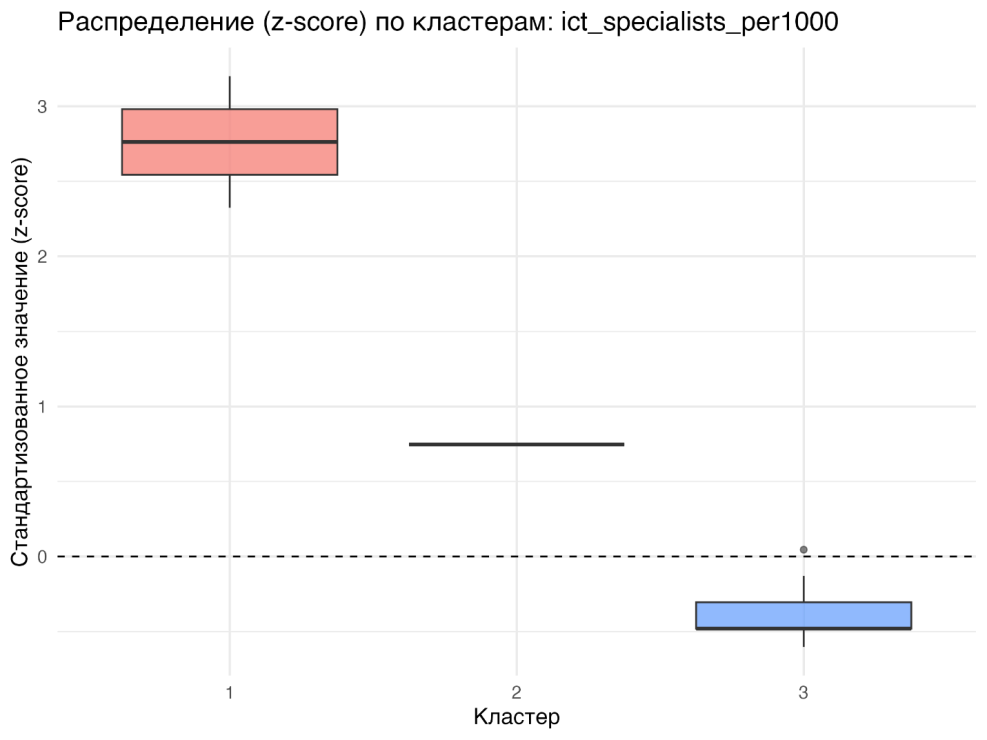 Распределение (z-score) по кластерам: ict_specialists_per1000
Стандартизованное значение (z-score)
3
2
1
0
1
2
3
Кластер